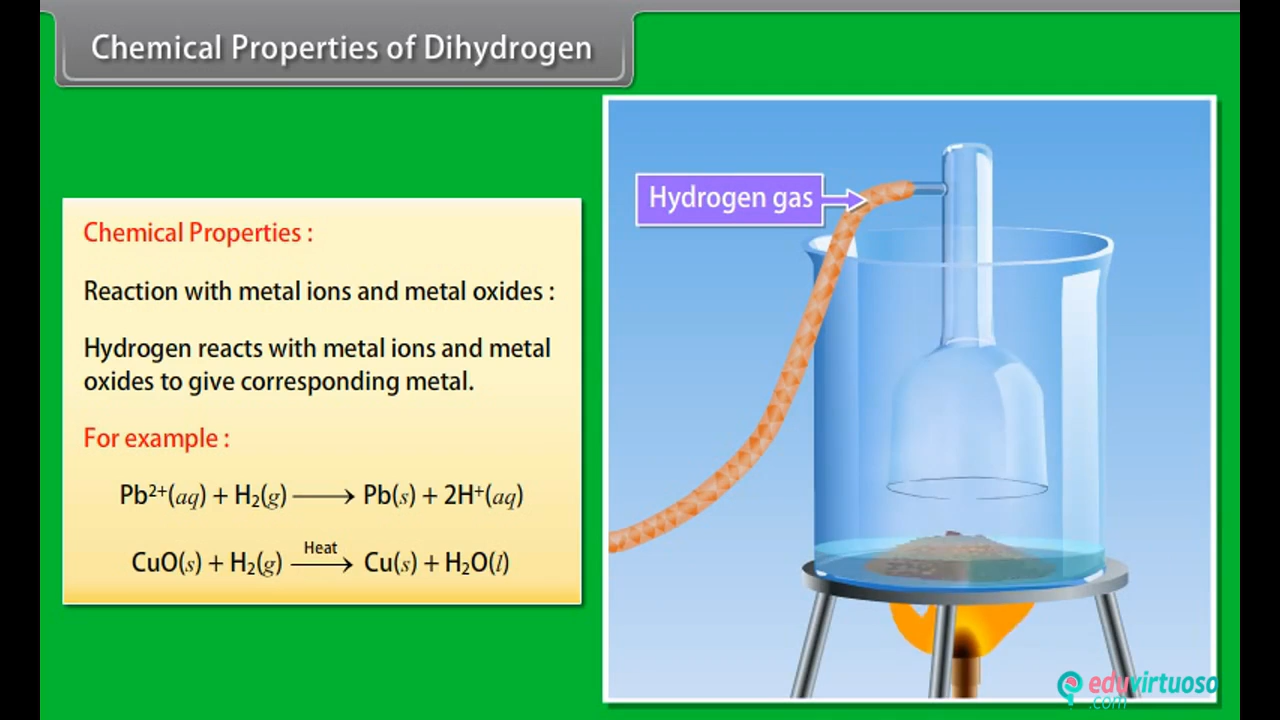 Chemical Properties of Dihydrogen
Chemical Properties :
Reaction with metal ions and metal oxides :
Hydrogen reacts with metal ions and metal
oxides to give corresponding metal.
For example :
Pb²⁺(aq) + H₂(g) ⟶ Pb(s) + 2H⁺(aq)
Heat
CuO(s) + H₂(g) ⟶ Cu(s) + H₂O(l)
Hydrogen gas
eduvirtuoso
.com